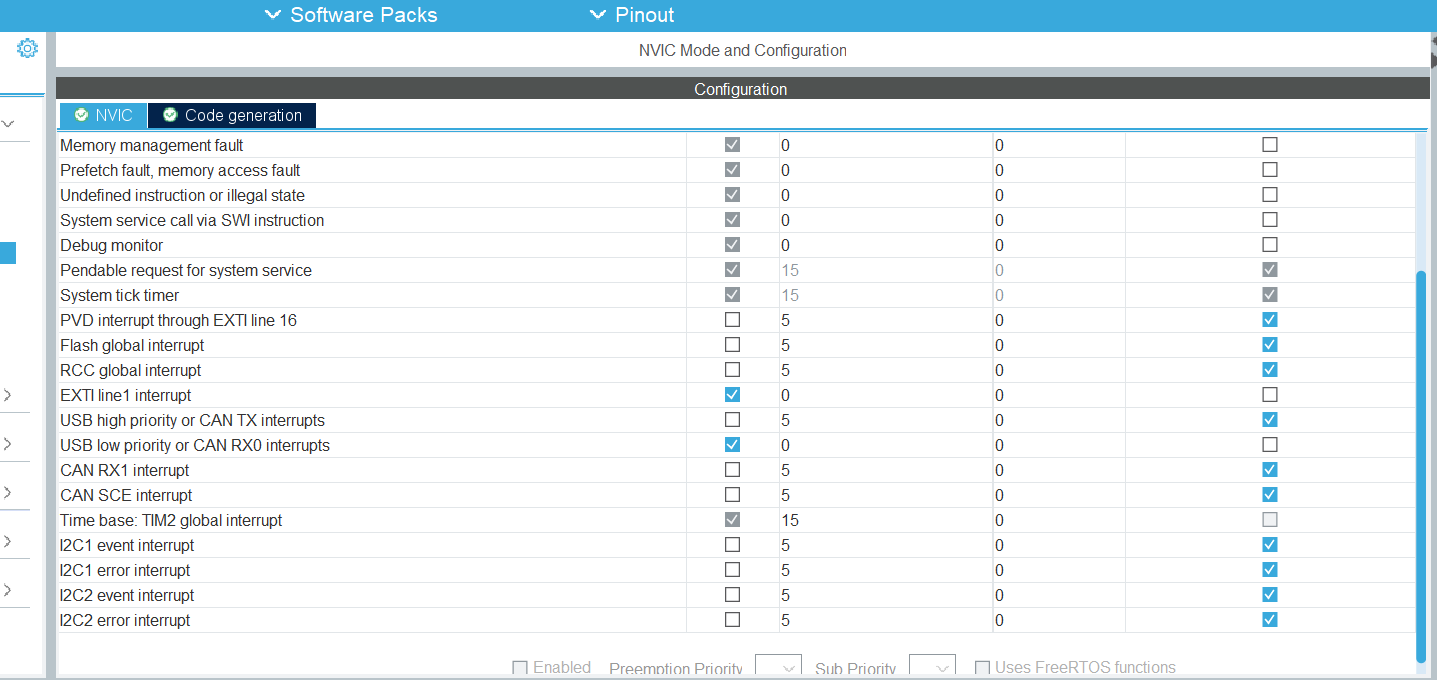 Software Packs Pinout
NVIC Mode and Configuration
Configuration
NVIC Code generation
Memory management fault 0 0
Prefetch fault, memory access fault 0 0
Undefined instruction or illegal state 0 0
System service call via SWI instruction 0 0
Debug monitor 0 0
Pendable request for system service 15 0
System tick timer 15 0
PVD interrupt through EXTI line 16 5 0
Flash global interrupt 5 0
RCC global interrupt 5 0
EXTI line1 interrupt 0 0
USB high priority or CAN TX interrupts 5 0
USB low priority or CAN RX0 interrupts 0 0
CAN RX1 interrupt 5 0
CAN SCE interrupt 5 0
Time base: TIM2 global interrupt 15 0
I2C1 event interrupt 5 0
I2C1 error interrupt 5 0
I2C2 event interrupt 5 0
I2C2 error interrupt 5 0
Enabled Preemption Priority Sub Priority Uses FreeRTOS functions